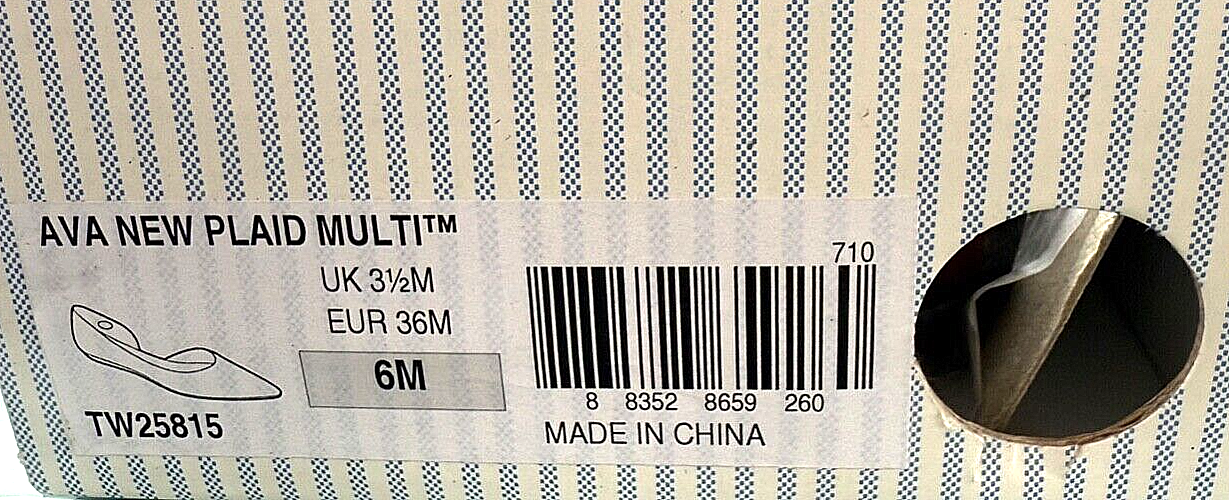 AVA NEW PLAID MULTI™
UK 3½M
EUR 36M
6M
TW25815
710
8 8352 8659 260
MADE IN CHINA